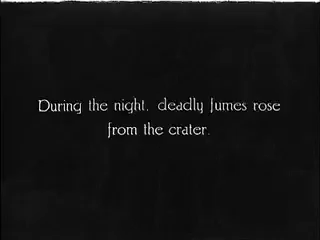 During the night, deadly fumes rose
from the crater.